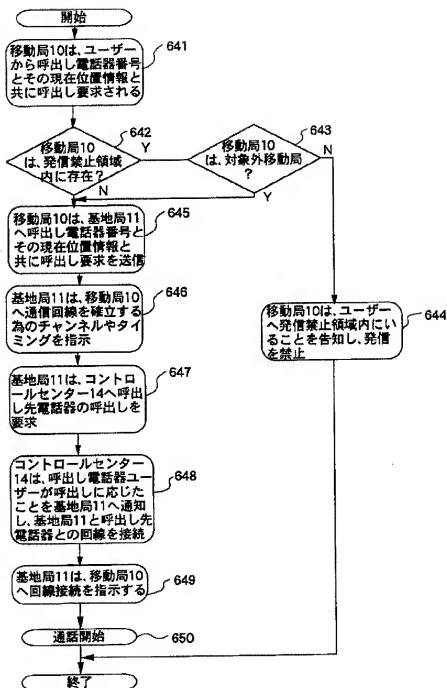 開始
移動局10は、ユーザー
から呼出し電話器番号
とその現在位置情報と
共に呼出し要求される
641
移動局10
は、発信禁止領域
内に存在?
642
Y
N
移動局10
は、対象外移動局
?
643
N
Y
移動局10は、基地局11
へ呼出し電話器番号と
その現在位置情報と
共に呼出し要求を送信
645
基地局11は、移動局10
へ通信回線を確立する
為のチャンネルやタイ
ミングを指示
646
移動局10は、ユーザー
へ発信禁止領域内にい
ることを告知し、発信
を禁止
644
基地局11は、コントロ
ールセンター14へ呼出
し先電話器の呼出しを
要求
647
コントロールセンター
14は、呼出し電話器ユー
ザーが呼出しに応じた
ことを基地局11へ通知
し、基地局11と呼出し先
電話器との回線を接続
648
基地局11は、移動局10
へ回線接続を指示する
649
通話開始
650
終了